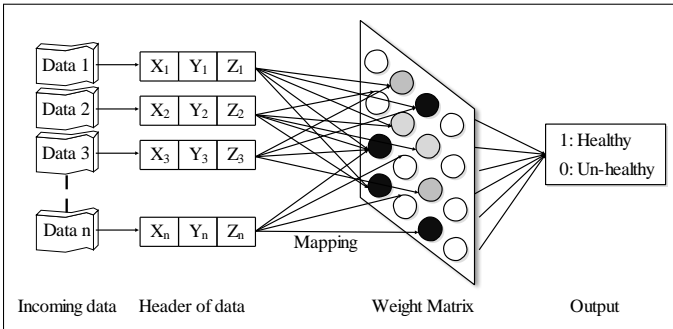 Data 1
X1 Y1 Z1
Data 2
X2 Y2 Z2
Data 3
X3 Y3 Z3
Data n
Xn Yn Zn
Mapping
1: Healthy
0: Un-healthy
Incoming data
Header of data
Weight Matrix
Output